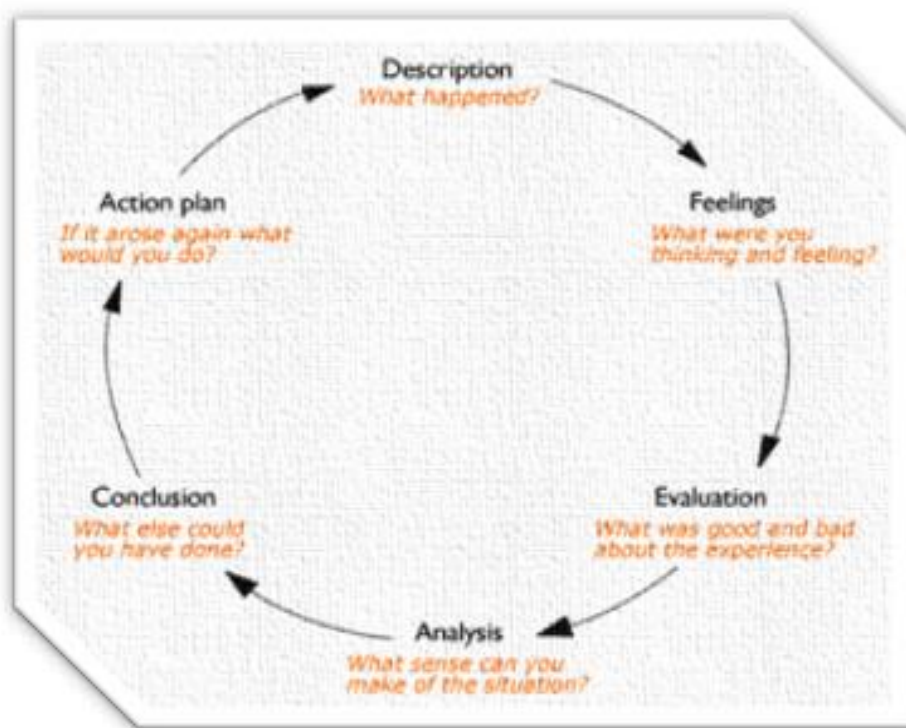 Description
What happened?
Feelings
What were you
thinking and feeling?
Evaluation
What was good and bad
about the experience?
Analysis
What sense can you
make of the situation?
Conclusion
What else could
you have done?
Action plan
If it arose again what
would you do?